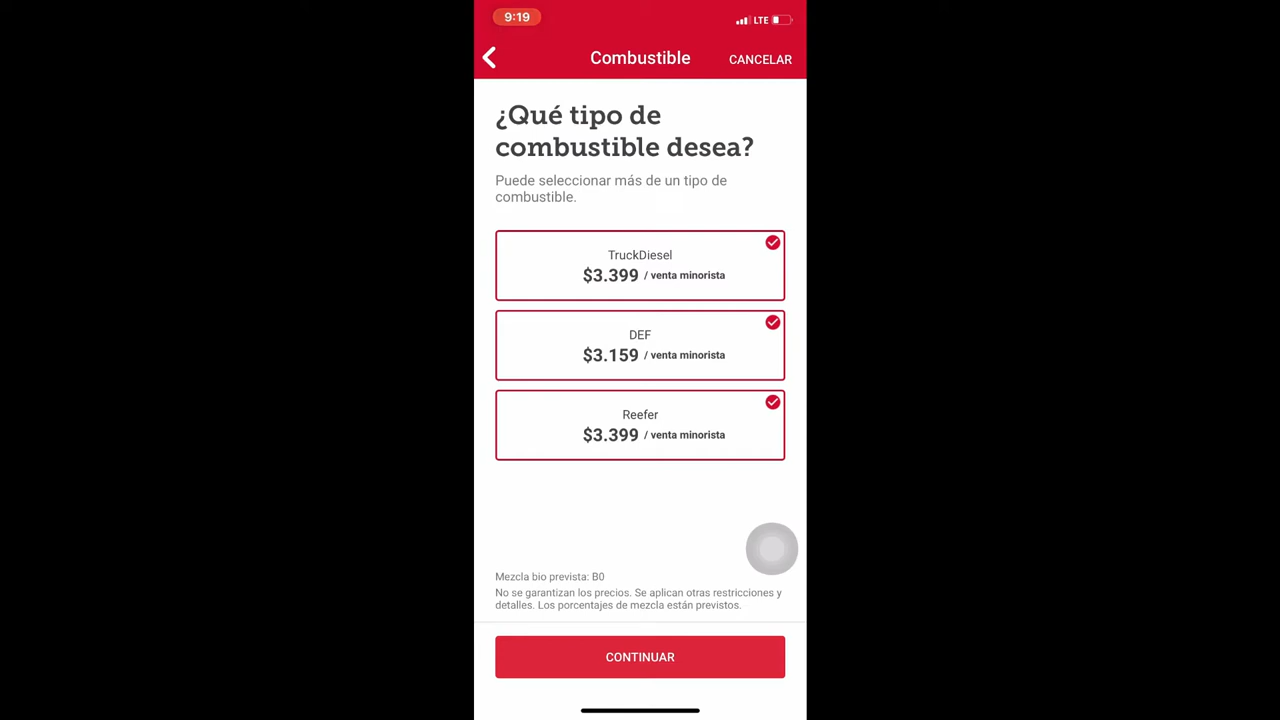 9:19
LTE
Combustible
CANCELAR
¿Qué tipo de
combustible desea?
Puede seleccionar más de un tipo de
combustible.
TruckDiesel
$3.399 / venta minorista
DEF
$3.159 / venta minorista
Reefer
$3.399 / venta minorista
Mezcla bio prevista: B0
No se garantizan los precios. Se aplican otras restricciones y
detalles. Los porcentajes de mezcla están previstos.
CONTINUAR